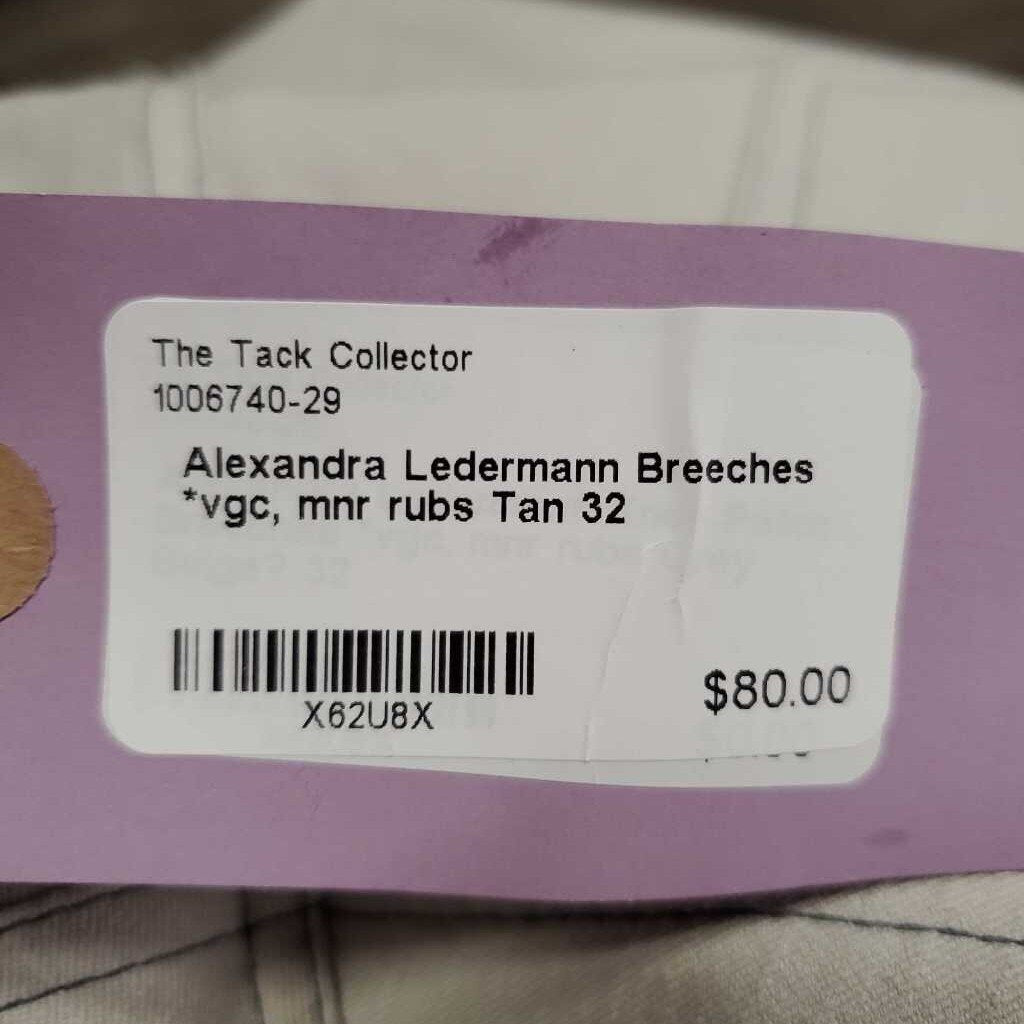 The Tack Collector
1006740-29
Alexandra Ledermann Breeches
*vgc, mnr rubs Tan 32
X62U8X
$80.00